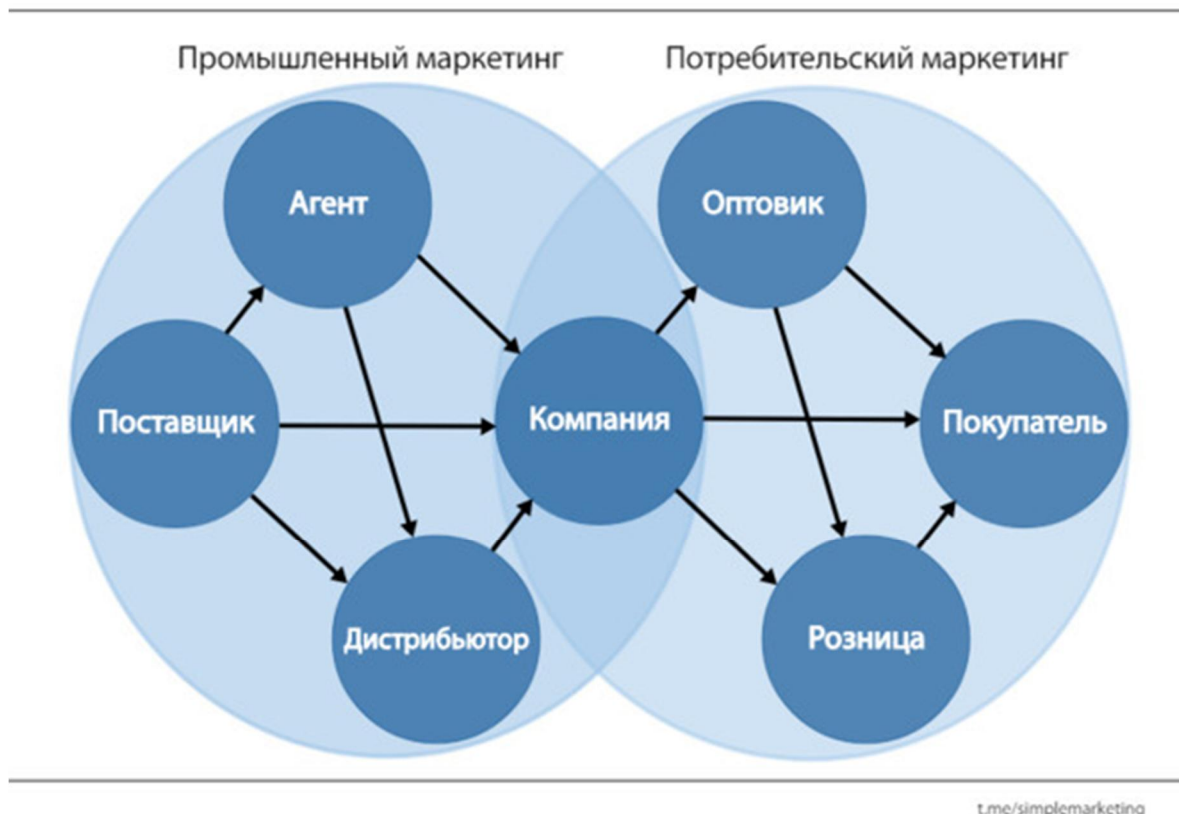 Промышленный маркетинг
Потребительский маркетинг
Агент
Оптовик
Поставщик
Компания
Покупатель
Дистрибьютор
Розница
t.me/simplemarketing